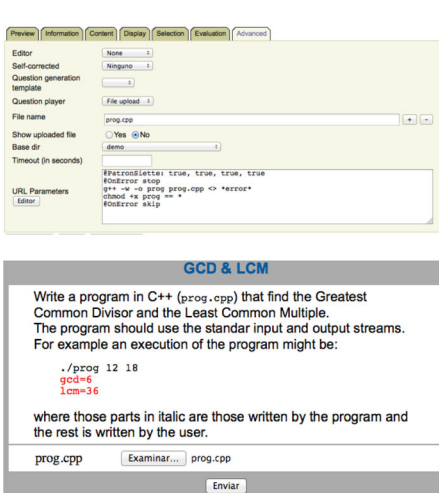 Preview Information Content Display Selection Evaluation Advanced
Editor None
Self-corrected Ninguno
Question generation
template
Question player File upload
File name prog.cpp + -
Show uploaded file Yes No
Base dir demo
Timeout (in seconds)
URL Parameters
Editor
#PatronSiette: true, true, true, true
#OnError stop
g++ -w -o prog prog.cpp <> *error*
chmod +x prog == *
#OnError skip
GCD & LCM
Write a program in C++ (prog.cpp) that find the Greatest
Common Divisor and the Least Common Multiple.
The program should use the standar input and output streams.
For example an execution of the program might be:
./prog 12 18
gcd=6
lcm=36
where those parts in italic are those written by the program and
the rest is written by the user.
prog.cpp Examinar... prog.cpp
Enviar